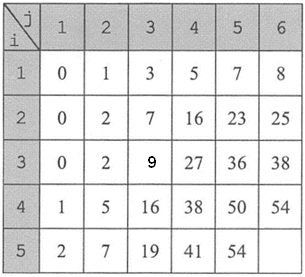 j
i 1 2 3 4 5 6
1 0 1 3 5 7 8
2 0 2 7 16 23 25
3 0 2 9 27 36 38
4 1 5 16 38 50 54
5 2 7 19 41 54